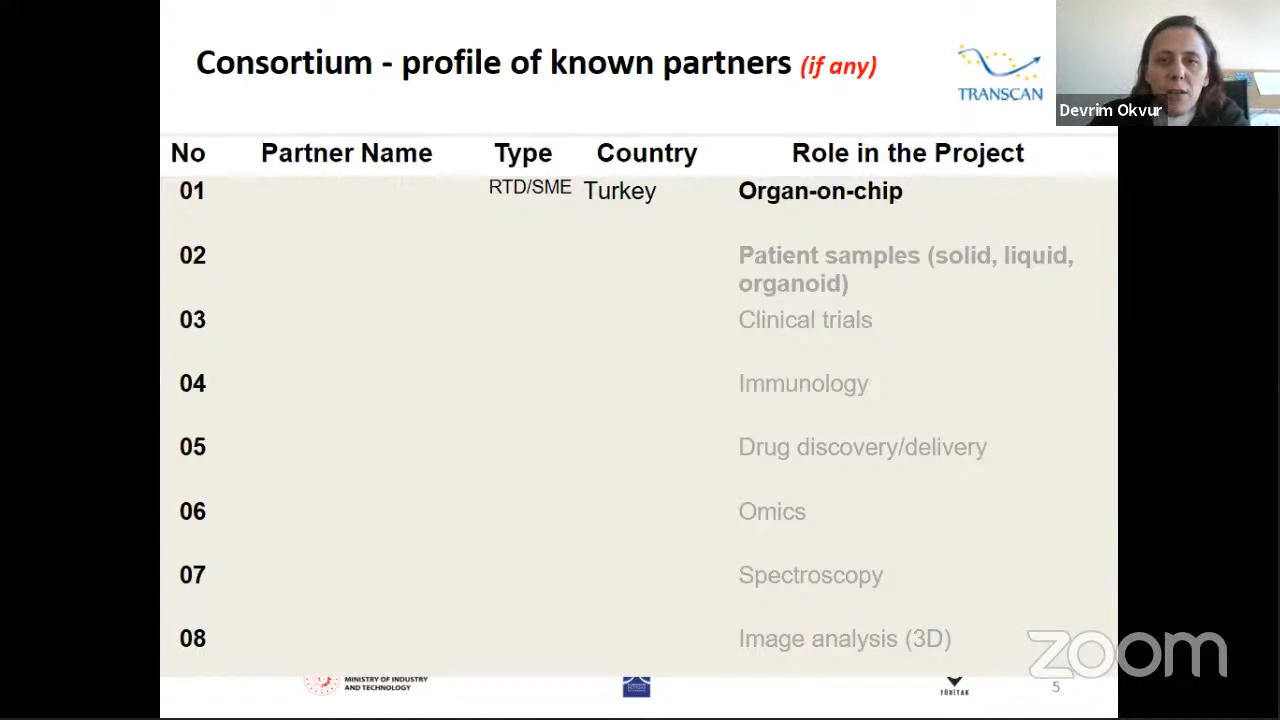 Consortium - profile of known partners (if any)
TRANSCAN
Devrim Okvur
No Partner Name Type Country Role in the Project
01 RTD/SME Turkey Organ-on-chip
02 Patient samples (solid, liquid,
organoid)
03 Clinical trials
04 Immunology
05 Drug discovery/delivery
06 Omics
07 Spectroscopy
08 Image analysis (3D)
zoom
MINISTRY OF INDUSTRY
AND TECHNOLOGY
TÜBİTAK
5